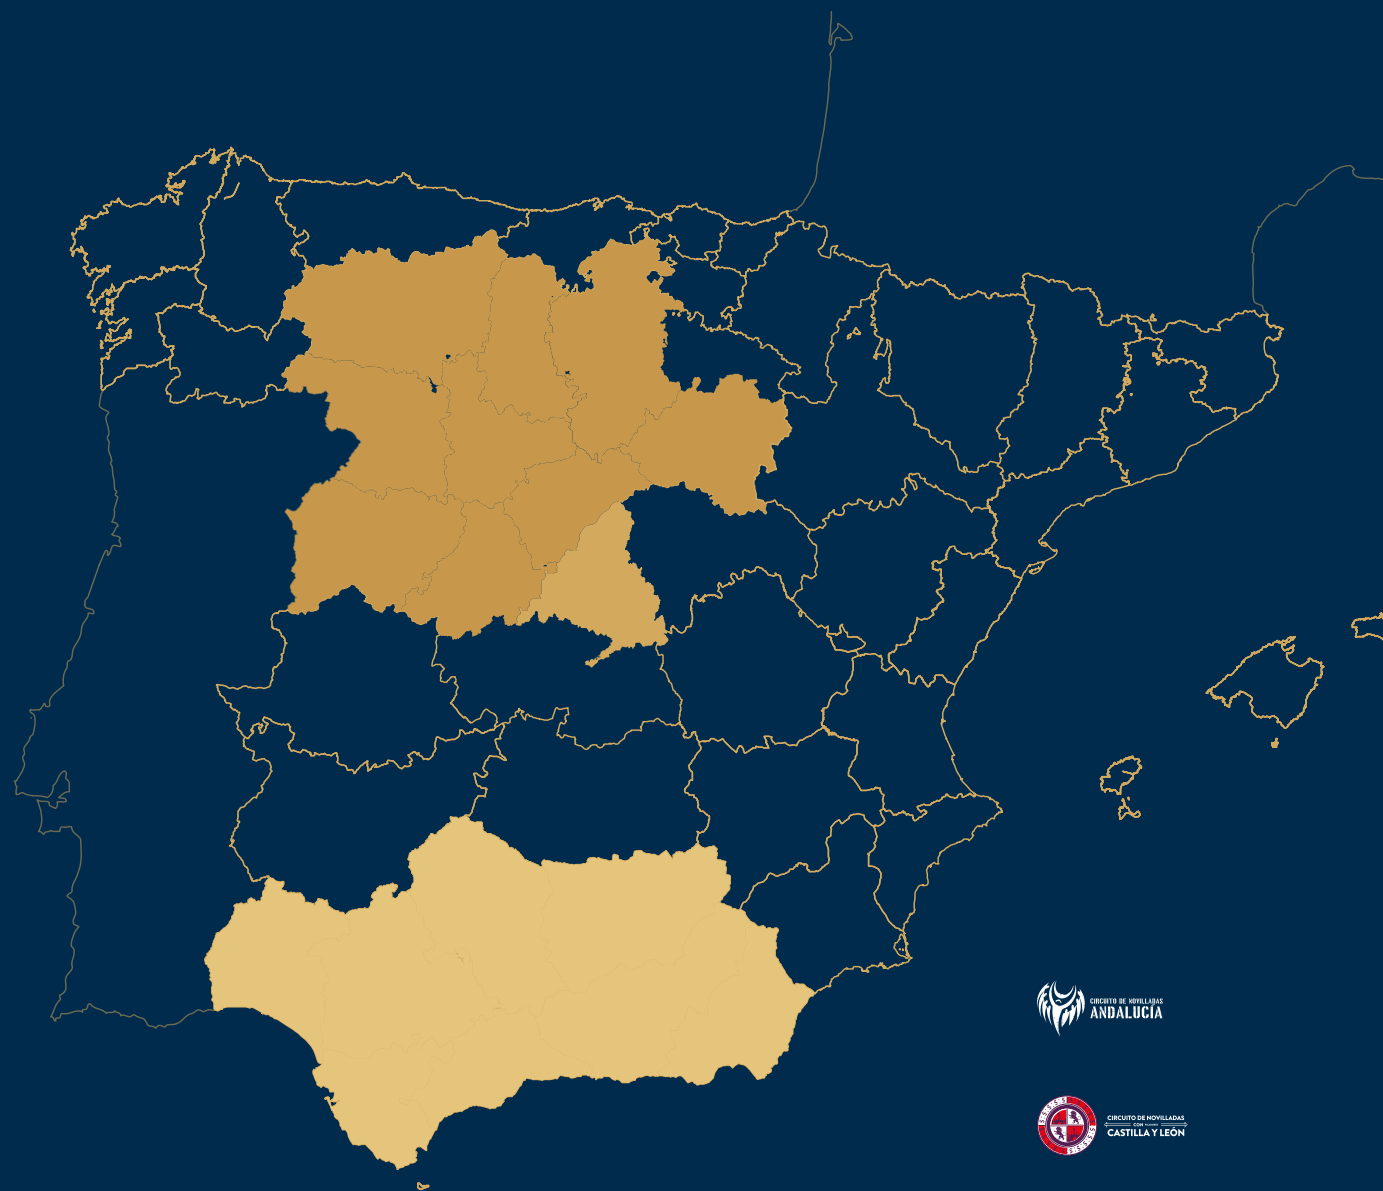 CIRCUITO DE NOVILLADAS
ANDALUCÍA
CIRCUITO DE NOVILLADAS
CON
CASTILLA Y LEÓN